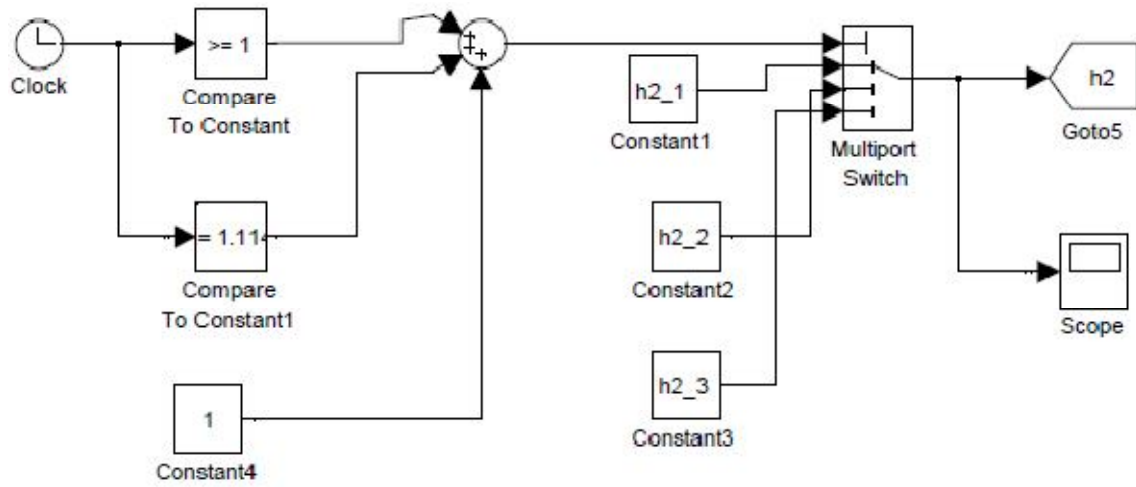 Clock
>= 1
Compare
To Constant
= 1.114
Compare
To Constant1
1
Constant4
h2_1
Constant1
h2_2
Constant2
h2_3
Constant3
Multiport
Switch
h2
Goto5
Scope